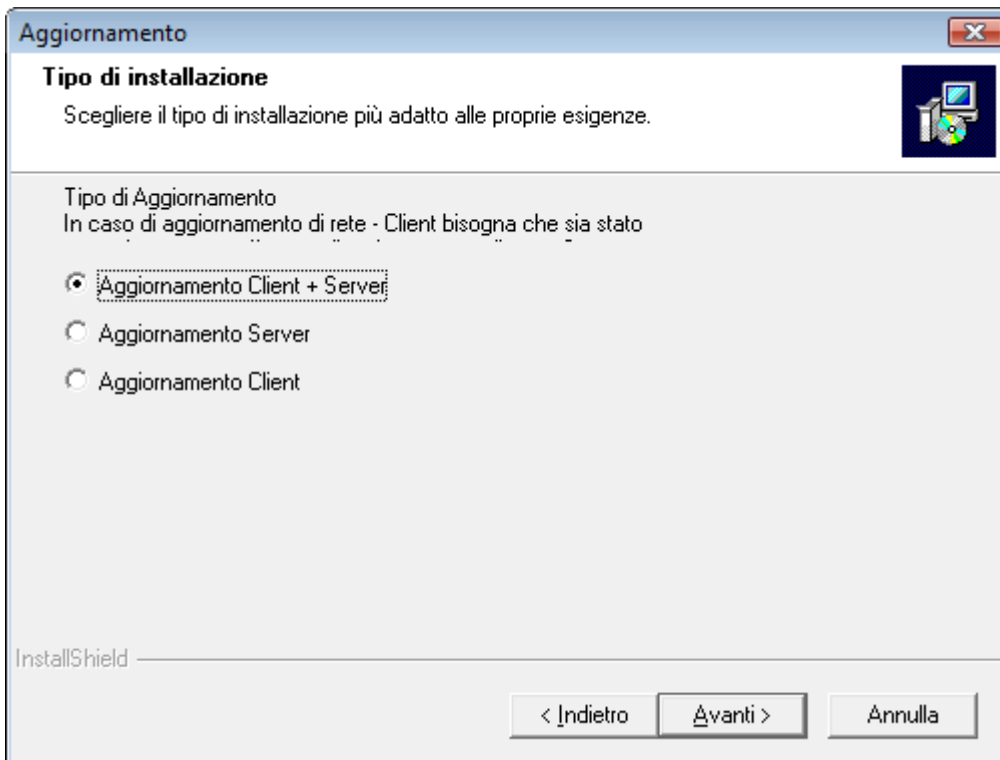 Aggiornamento
Tipo di installazione
Scegliere il tipo di installazione più adatto alle proprie esigenze.
Tipo di Aggiornamento
In caso di aggiornamento di rete - Client bisogna che sia stato
Aggiornamento Client + Server
Aggiornamento Server
Aggiornamento Client
InstallShield
< Indietro
Avanti >
Annulla